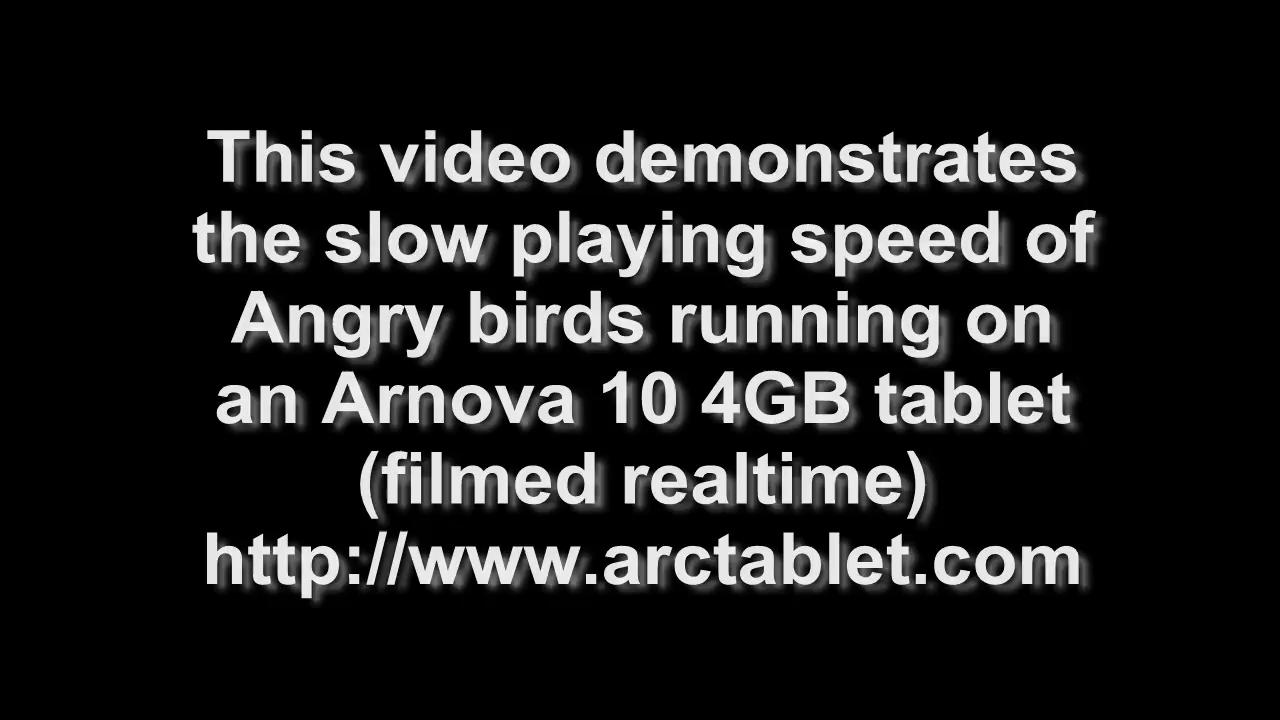 This video demonstrates
the slow playing speed of
Angry birds running on
an Arnova 10 4GB tablet
(filmed realtime)
http://www.arctablet.com